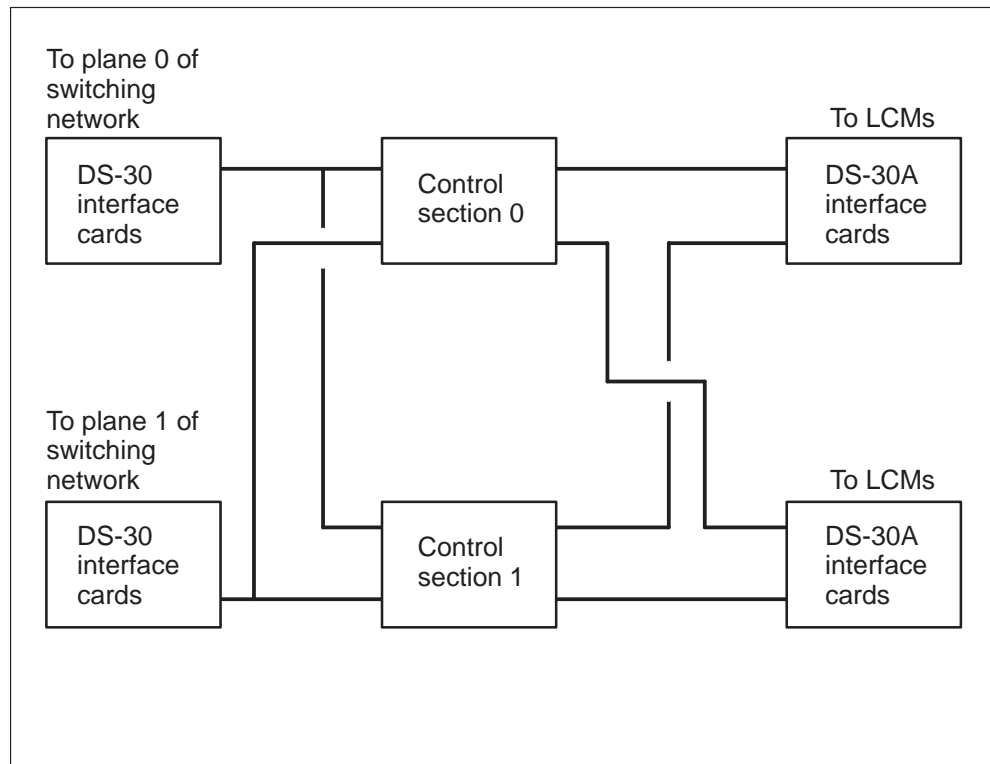 To plane 0 of
switching
network
To LCMs
DS-30
interface
cards
Control
section 0
DS-30A
interface
cards
To plane 1 of
switching
network
To LCMs
DS-30
interface
cards
Control
section 1
DS-30A
interface
cards